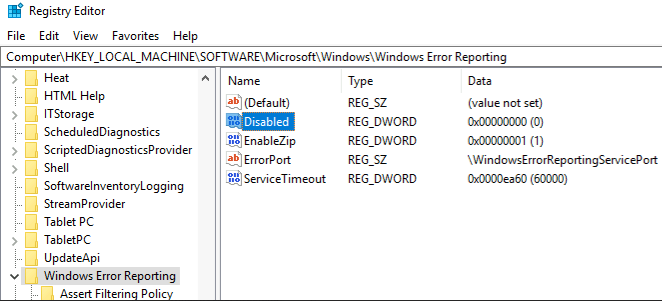 Registry Editor
File Edit View Favorites Help
Computer\HKEY_LOCAL_MACHINE\SOFTWARE\Microsoft\Windows\Windows Error Reporting
Heat
HTML Help
ITStorage
ScheduledDiagnostics
ScriptedDiagnosticsProvider
Shell
SoftwareInventoryLogging
StreamProvider
Tablet PC
TabletPC
UpdateApi
Windows Error Reporting
Assert Filtering Policy
Name Type Data
(Default) REG_SZ (value not set)
Disabled REG_DWORD 0x00000000 (0)
EnableZip REG_DWORD 0x00000001 (1)
ErrorPort REG_SZ \WindowsErrorReportingServicePort
ServiceTimeout REG_DWORD 0x0000ea60 (60000)